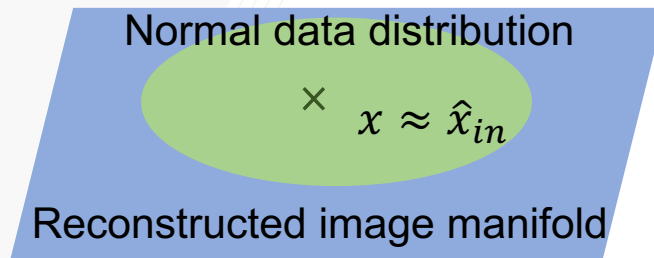 Normal data distribution
× x ≈ x̂_in
Reconstructed image manifold